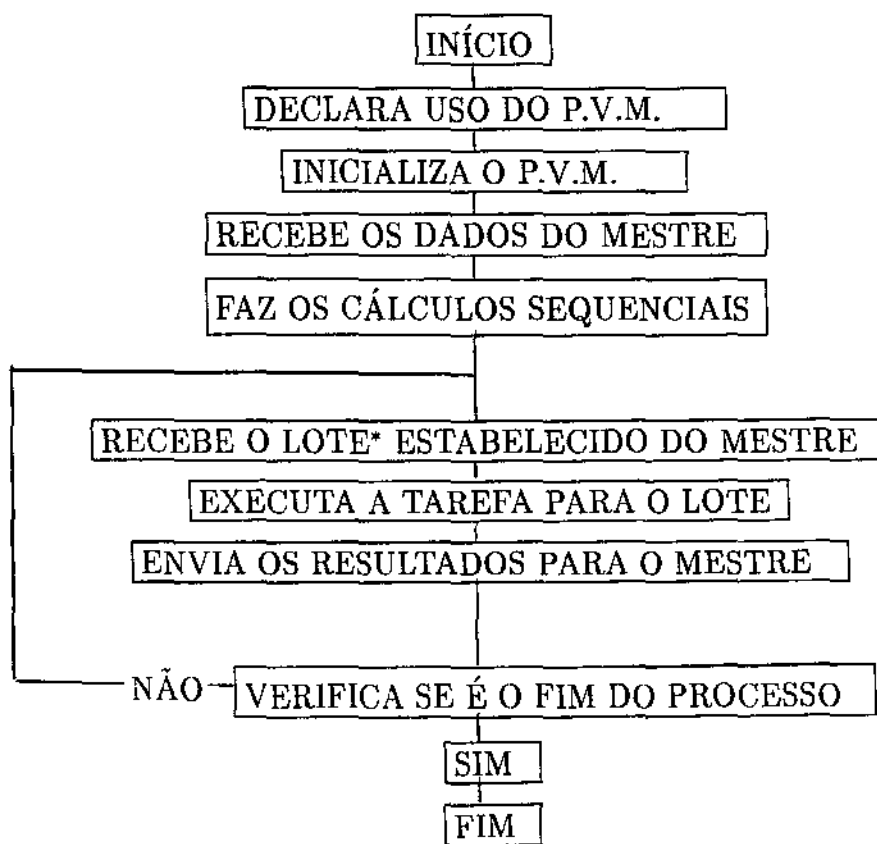 INÍCIO
DECLARA USO DO P.V.M.
INICIALIZA O P.V.M.
RECEBE OS DADOS DO MESTRE
FAZ OS CÁLCULOS SEQUENCIAIS
RECEBE O LOTE* ESTABELECIDO DO MESTRE
EXECUTA A TAREFA PARA O LOTE
ENVIA OS RESULTADOS PARA O MESTRE
NÃO VERIFICA SE É O FIM DO PROCESSO
SIM
FIM